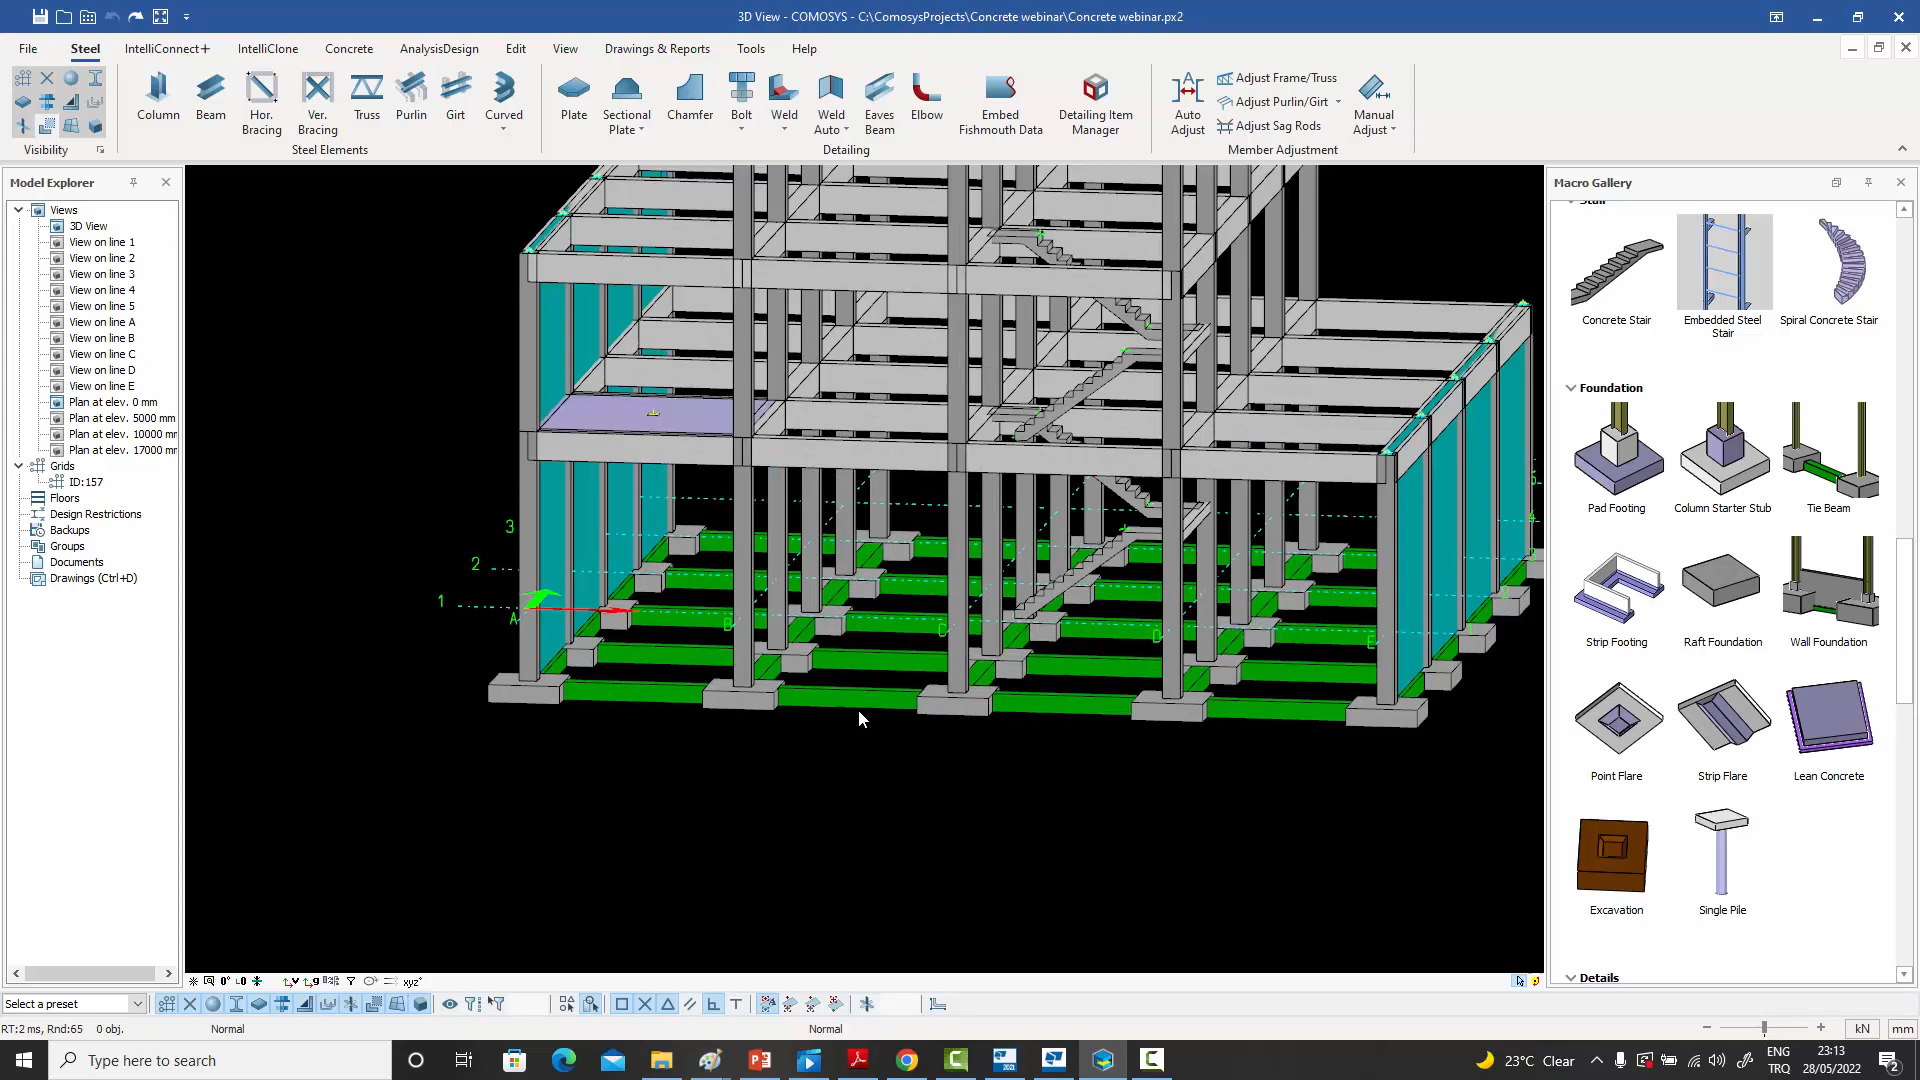 3D View - COMOSYS - C:\ComosysProjects\Concrete webinar\Concrete webinar.px2
File
Steel
IntelliConnect+
IntelliClone
Concrete
AnalysisDesign
Edit
View
Drawings & Reports
Tools
Help
Column
Beam
Hor. Bracing
Ver. Bracing
Truss
Purlin
Girt
Curved
Plate
Sectional Plate
Chamfer
Bolt
Weld
Weld Auto
Eaves Beam
Elbow
Embed Fishmouth Data
Detailing Item Manager
Auto Adjust
Adjust Frame/Truss
Adjust Purlin/Girt
Adjust Sag Rods
Manual Adjust
Visibility
Steel Elements
Detailing
Member Adjustment
Model Explorer
Views
3D View
View on line 1
View on line 2
View on line 3
View on line 4
View on line 5
View on line A
View on line B
View on line C
View on line D
View on line E
Plan at elev. 0 mm
Plan at elev. 5000 mm
Plan at elev. 10000 mm
Plan at elev. 17000 m
Grids
ID:157
Floors
Design Restrictions
Backups
Groups
Documents
Drawings (Ctrl+D)
3
2
1
A
B
C
D
E
5
4
3
2
Macro Gallery
Stair
Concrete Stair
Embedded Steel Stair
Spiral Concrete Stair
Foundation
Pad Footing
Column Starter Stub
Tie Beam
Strip Footing
Raft Foundation
Wall Foundation
Point Flare
Strip Flare
Lean Concrete
Excavation
Single Pile
Details
xyz
Select a preset
RT:2 ms, Rnd:65
0 obj.
Normal
Normal
kN
mm
Type here to search
23°C Clear
ENG
TRQ
23:13
28/05/2022
2